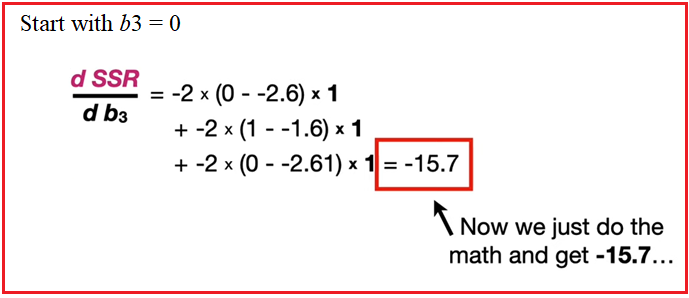 Start with b3 = 0
d SSR
d b₃
= -2 × (0 - -2.6) × 1
+ -2 × (1 - -1.6) × 1
+ -2 × (0 - -2.61) × 1 = -15.7
Now we just do the
math and get -15.7...